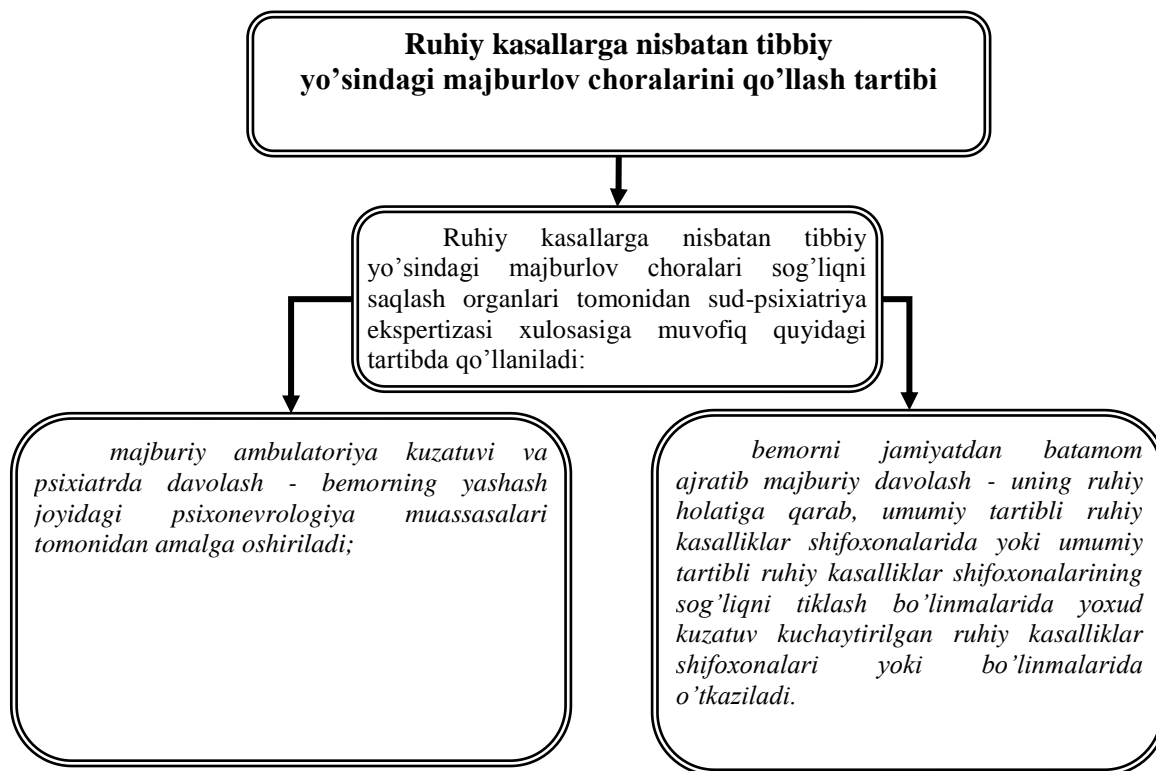 Ruhiy kasallarga nisbatan tibbiy
yo’sindagi majburlov choralarini qo’llash tartibi
Ruhiy kasallarga nisbatan tibbiy
yo’sindagi majburlov choralari sog’liqni
saqlash organlari tomonidan sud-psixiatriya
ekspertizasi xulosasiga muvofiq quyidagi
tartibda qo’llaniladi:
majburiy ambulatoriya kuzatuvi va
psixiatrda davolash - bemorning yashash
joyidagi psixonevrologiya muassasalari
tomonidan amalga oshiriladi;
bemorni jamiyatdan batamom
ajratib majburiy davolash - uning ruhiy
holatiga qarab, umumiy tartibli ruhiy
kasalliklar shifoxonalarida yoki umumiy
tartibli ruhiy kasalliklar shifoxonalarining
sog’liqni tiklash bo’linmalarida yoxud
kuzatuv kuchaytirilgan ruhiy kasalliklar
shifoxonalari yoki bo’linmalarida
o’tkaziladi.